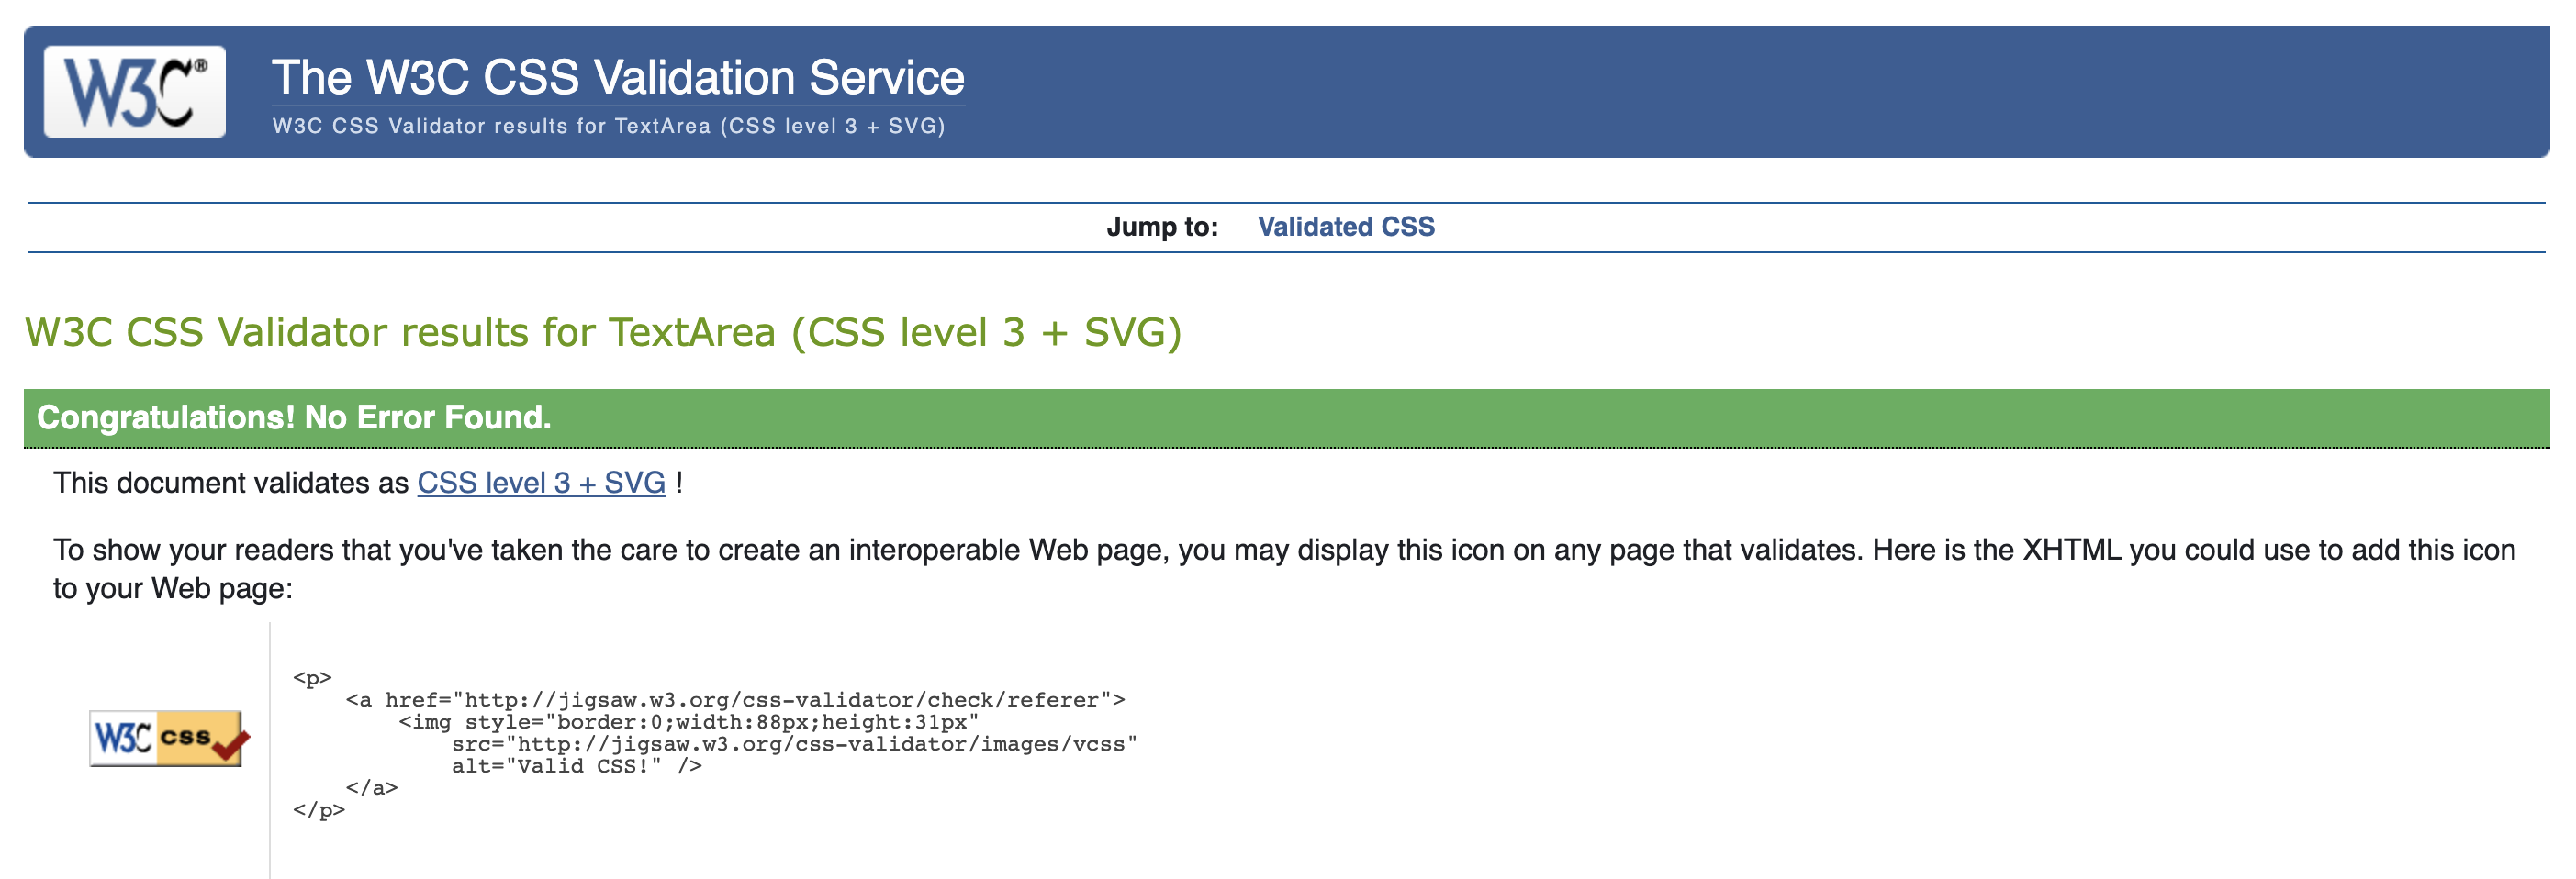 W3C®
The W3C CSS Validation Service
W3C CSS Validator results for TextArea (CSS level 3 + SVG)
Jump to: Validated CSS
W3C CSS Validator results for TextArea (CSS level 3 + SVG)
Congratulations! No Error Found.
This document validates as CSS level 3 + SVG !
To show your readers that you've taken the care to create an interoperable Web page, you may display this icon on any page that validates. Here is the XHTML you could use to add this icon
to your Web page:
W3C css
<p>
    <a href="http://jigsaw.w3.org/css-validator/check/referer">
        <img style="border:0;width:88px;height:31px"
            src="http://jigsaw.w3.org/css-validator/images/vcss"
            alt="Valid CSS!" />
    </a>
</p>